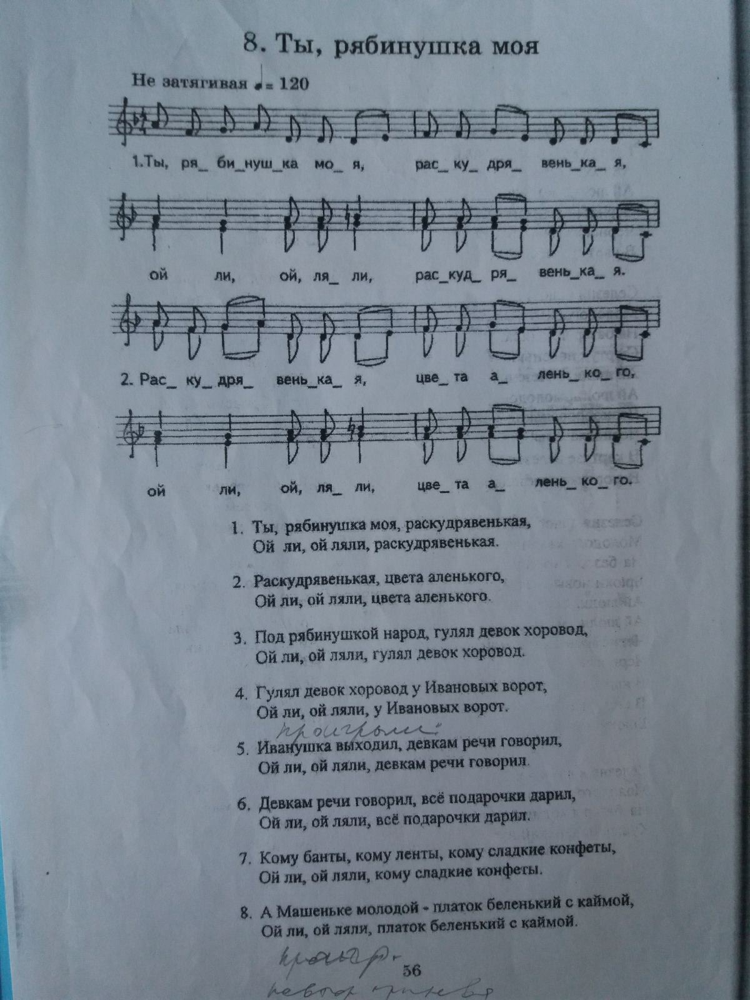 8. Ты, рябинушка моя
Не затягивая ♩= 120
1.Ты, ря_ би_нуш_ка мо_ я, рас_ ку_ дря_ вень_ка_ я,
ой ли, ой, ля_ ли, рас_куд_ ря_ вень_ка_ я.
2. Рас_ ку_ дря_ вень_ка_ я, цве_ та а_ лень_ ко_ го,
ой ли, ой, ля_ ли, цве_ та а_ лень_ ко_ го.
1. Ты, рябинушка моя, раскудрявенькая,
Ой ли, ой ляли, раскудрявенькая.
2. Раскудрявенькая, цвета аленького,
Ой ли, ой ляли, цвета аленького.
3. Под рябинушкой народ, гулял девок хоровод,
Ой ли, ой ляли, гулял девок хоровод.
4. Гулял девок хоровод у Ивановых ворот,
Ой ли, ой ляли, у Ивановых ворот.
5. Иванушка выходил, девкам речи говорил,
Ой ли, ой ляли, девкам речи говорил.
6. Девкам речи говорил, всё подарочки дарил,
Ой ли, ой ляли, всё подарочки дарил.
7. Кому банты, кому ленты, кому сладкие конфеты,
Ой ли, ой ляли, кому сладкие конфеты.
8. А Машеньке молодой - платок беленький с каймой,
Ой ли, ой ляли, платок беленький с каймой.
проигр.
56